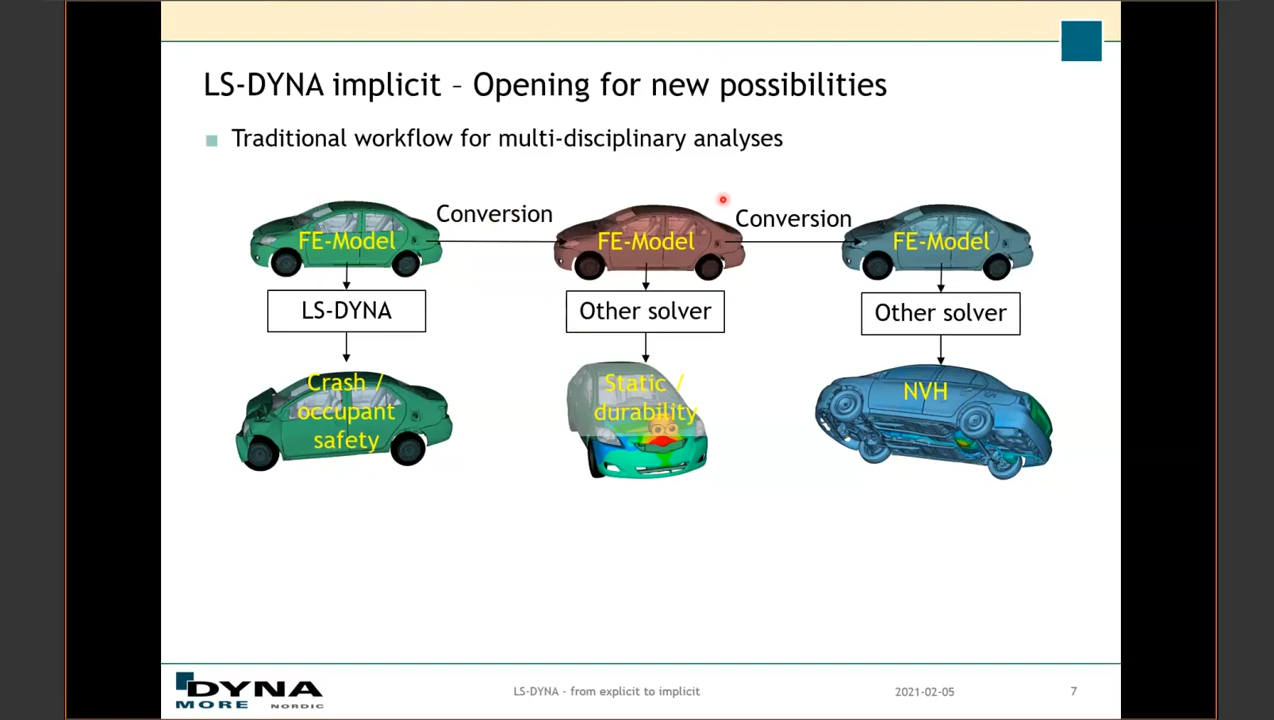 LS-DYNA implicit – Opening for new possibilities
Traditional workflow for multi-disciplinary analyses
Conversion
Conversion
FE-Model
FE-Model
FE-Model
LS-DYNA
Other solver
Other solver
Crash /
occupant
safety
Static /
durability
NVH
DYNA
MORE NORDIC
LS-DYNA - from explicit to implicit
2021-02-05
7